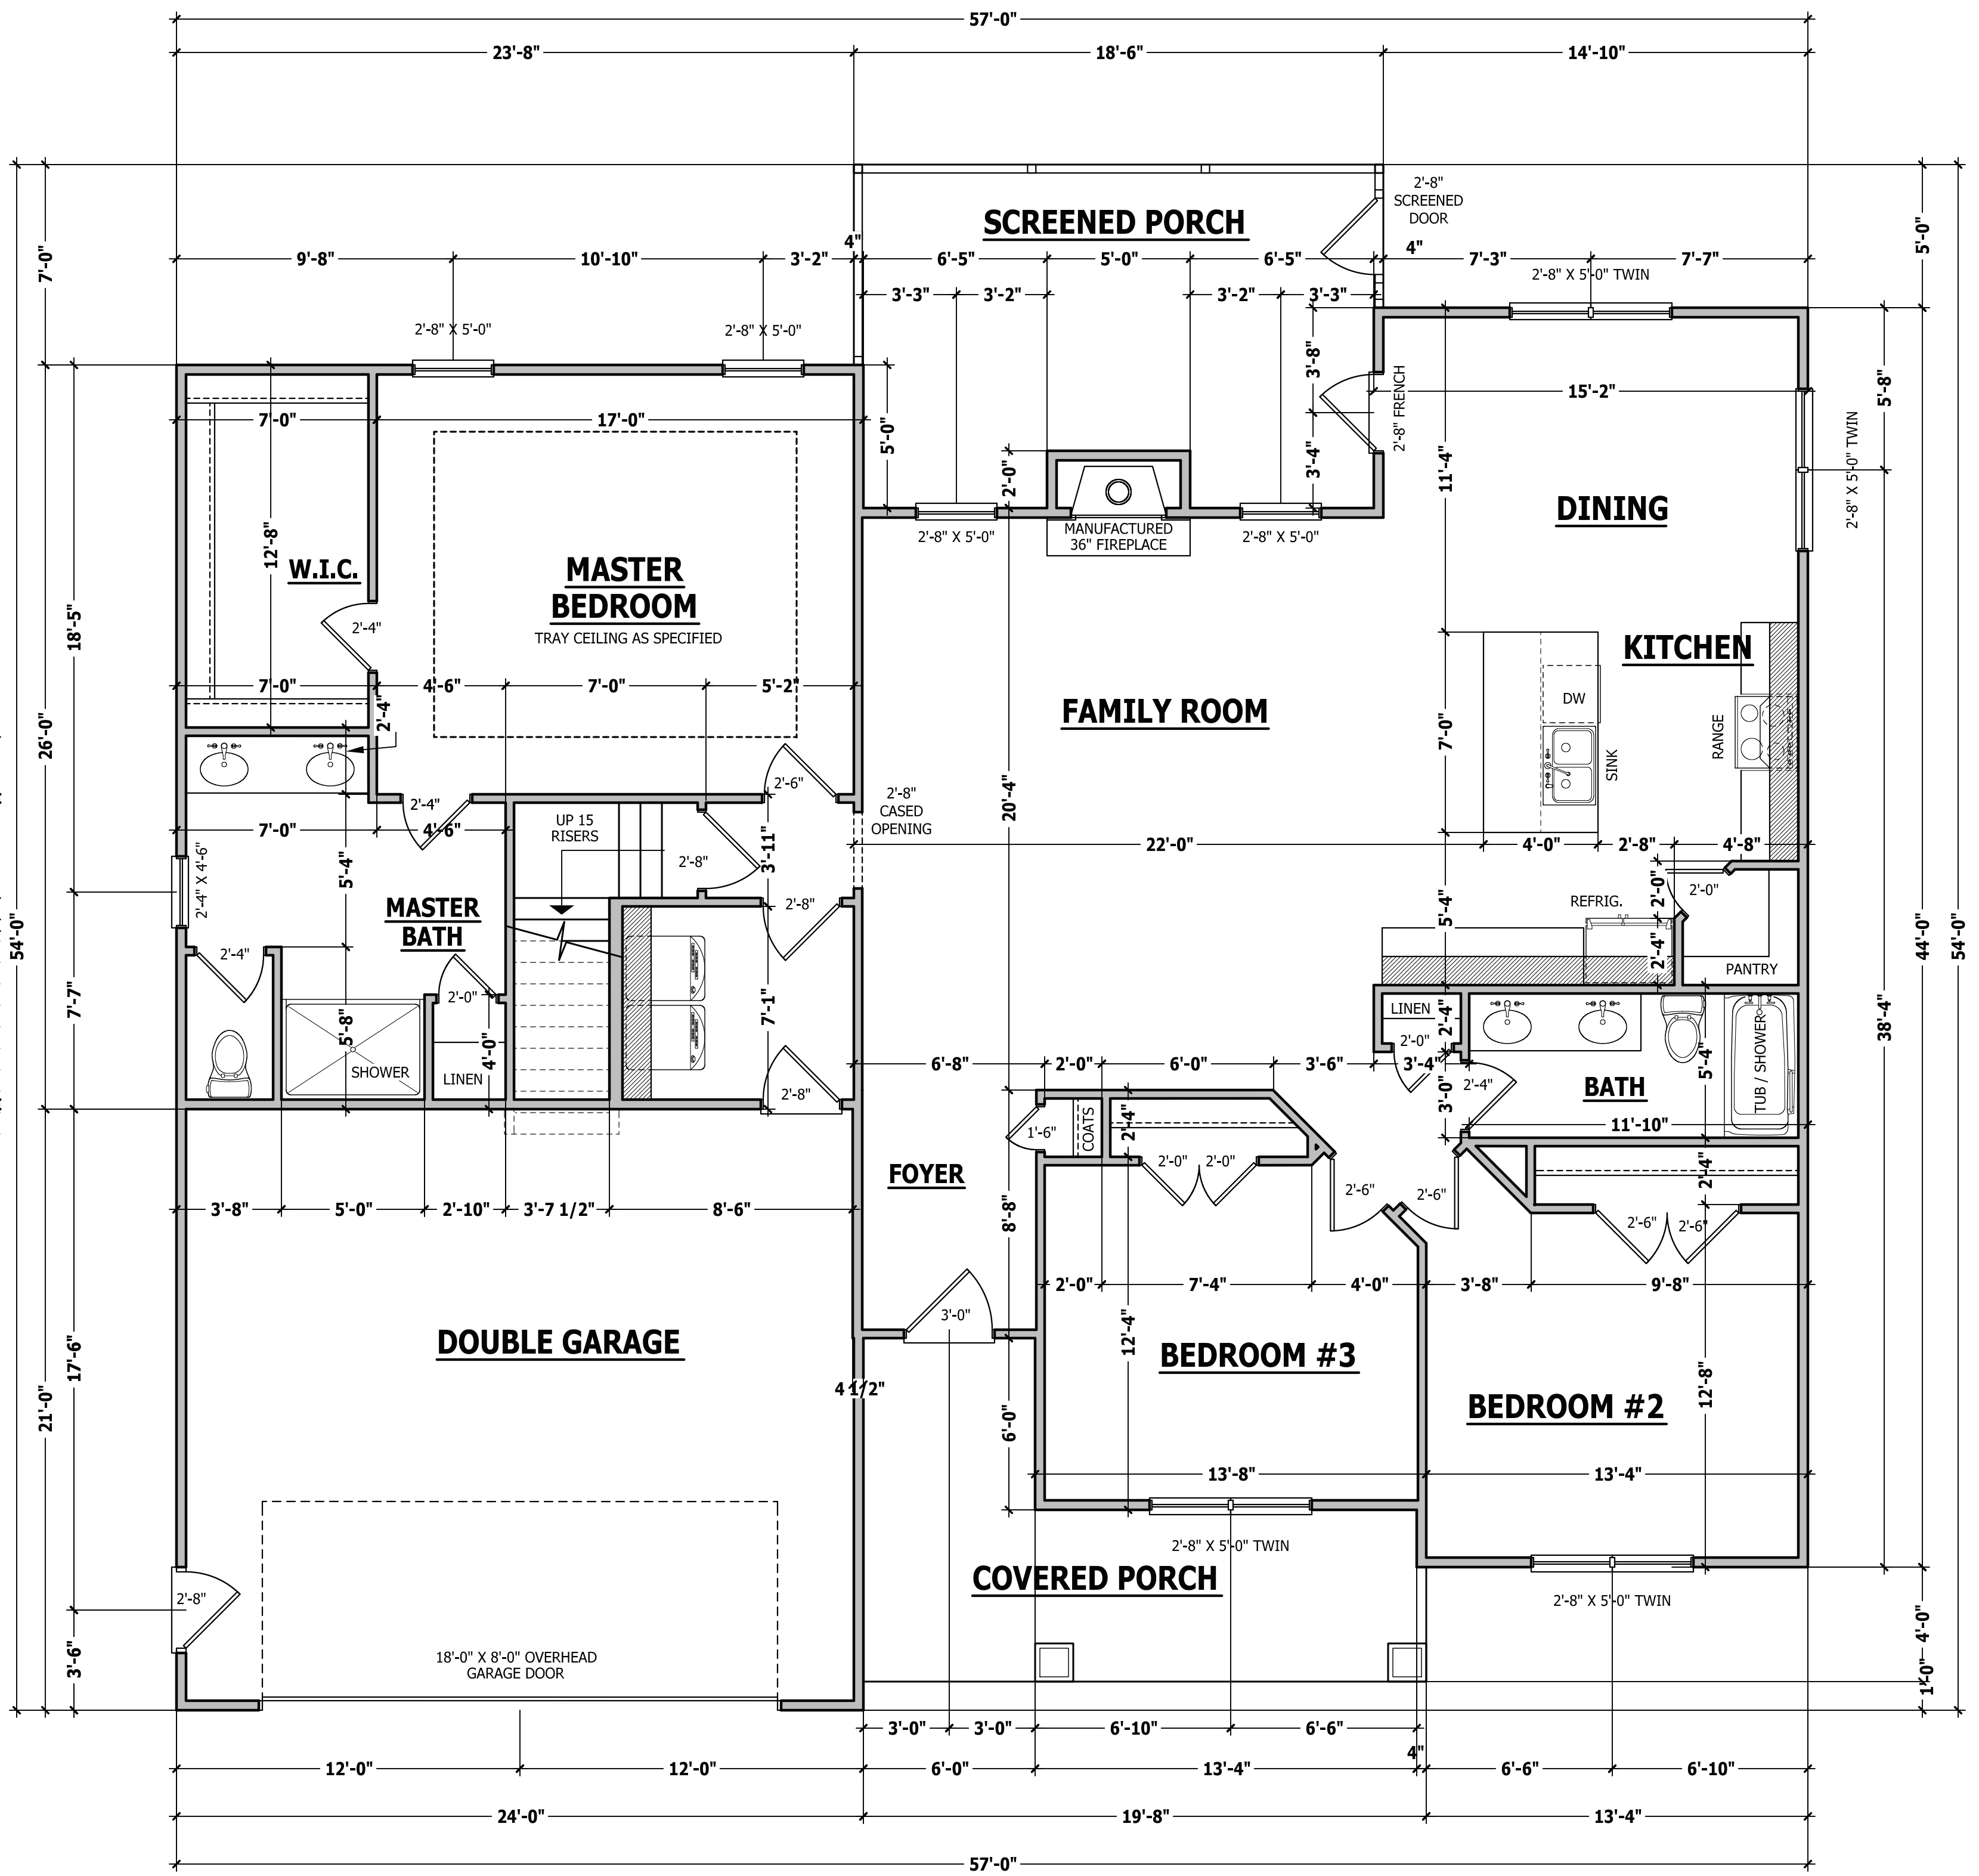 57'-0"
23'-8" 18'-6" 14'-10"
SCREENED PORCH
2'-8"
SCREENED
DOOR
4" 4"
9'-8" 10'-10" 3'-2" 6'-5" 5'-0" 6'-5" 7'-3" 7'-7"
2'-8" X 5'-0" TWIN
3'-3" 3'-2" 3'-2" 3'-3"
2'-8" X 5'-0" 2'-8" X 5'-0"
7'-0"
5'-0"
3'-8"
15'-2"
5'-8"
2'-8" FRENCH
7'-0" 17'-0"
5'-0"
2'-0"
3'-4"
11'-4"
2'-8" X 5'-0" TWIN
DINING
MANUFACTURED
36" FIREPLACE
2'-8" X 5'-0" 2'-8" X 5'-0"
12'-8"
W.I.C.
MASTER
BEDROOM
TRAY CEILING AS SPECIFIED
2'-4"
18'-5"
26'-0"
7'-0" 4'-6" 7'-0" 5'-2"
2'-4"
FAMILY ROOM
KITCHEN
DW
SINK
RANGE
7'-0"
2'-6"
2'-8"
CASED
OPENING
20'-4"
2'-4"
UP 15
RISERS
7'-0" 4'-6"
22'-0" 4'-0" 2'-8" 4'-8"
2'-4" X 4'-6"
5'-4"
2'-8"
3'-11"
2'-8"
MASTER
BATH
2'-4"
REFRIG.
2'-0"
2'-0"
5'-4"
2'-4"
PANTRY
54'-0"
7'-7"
44'-0"
54'-0"
38'-4"
2'-0"
7'-1"
LINEN
2'-4"
2'-0"
5'-8"
4'-0"
SHOWER
LINEN
2'-8"
6'-8" 2'-0" 6'-0" 3'-6" 3'-4"
2'-4"
BATH
5'-4"
TUB / SHOWER
3'-0"
11'-10"
1'-6"
COATS
2'-4"
2'-0" 2'-0"
2'-6" 2'-6"
2'-4"
FOYER
3'-8" 5'-0" 2'-10" 3'-7 1/2" 8'-6"
8'-8"
2'-6" 2'-6"
2'-0" 7'-4" 4'-0" 3'-8" 9'-8"
3'-0"
DOUBLE GARAGE
12'-4"
BEDROOM #3
17'-6"
21'-0"
4 1/2"
6'-0"
BEDROOM #2
12'-8"
13'-8" 13'-4"
2'-8" X 5'-0" TWIN
COVERED PORCH
2'-8" X 5'-0" TWIN
2'-8"
3'-6"
18'-0" X 8'-0" OVERHEAD
GARAGE DOOR
4'-0"
1'-0"
3'-0" 3'-0" 6'-10" 6'-6"
4"
12'-0" 12'-0" 6'-0" 13'-4" 6'-6" 6'-10"
24'-0" 19'-8" 13'-4"
57'-0"